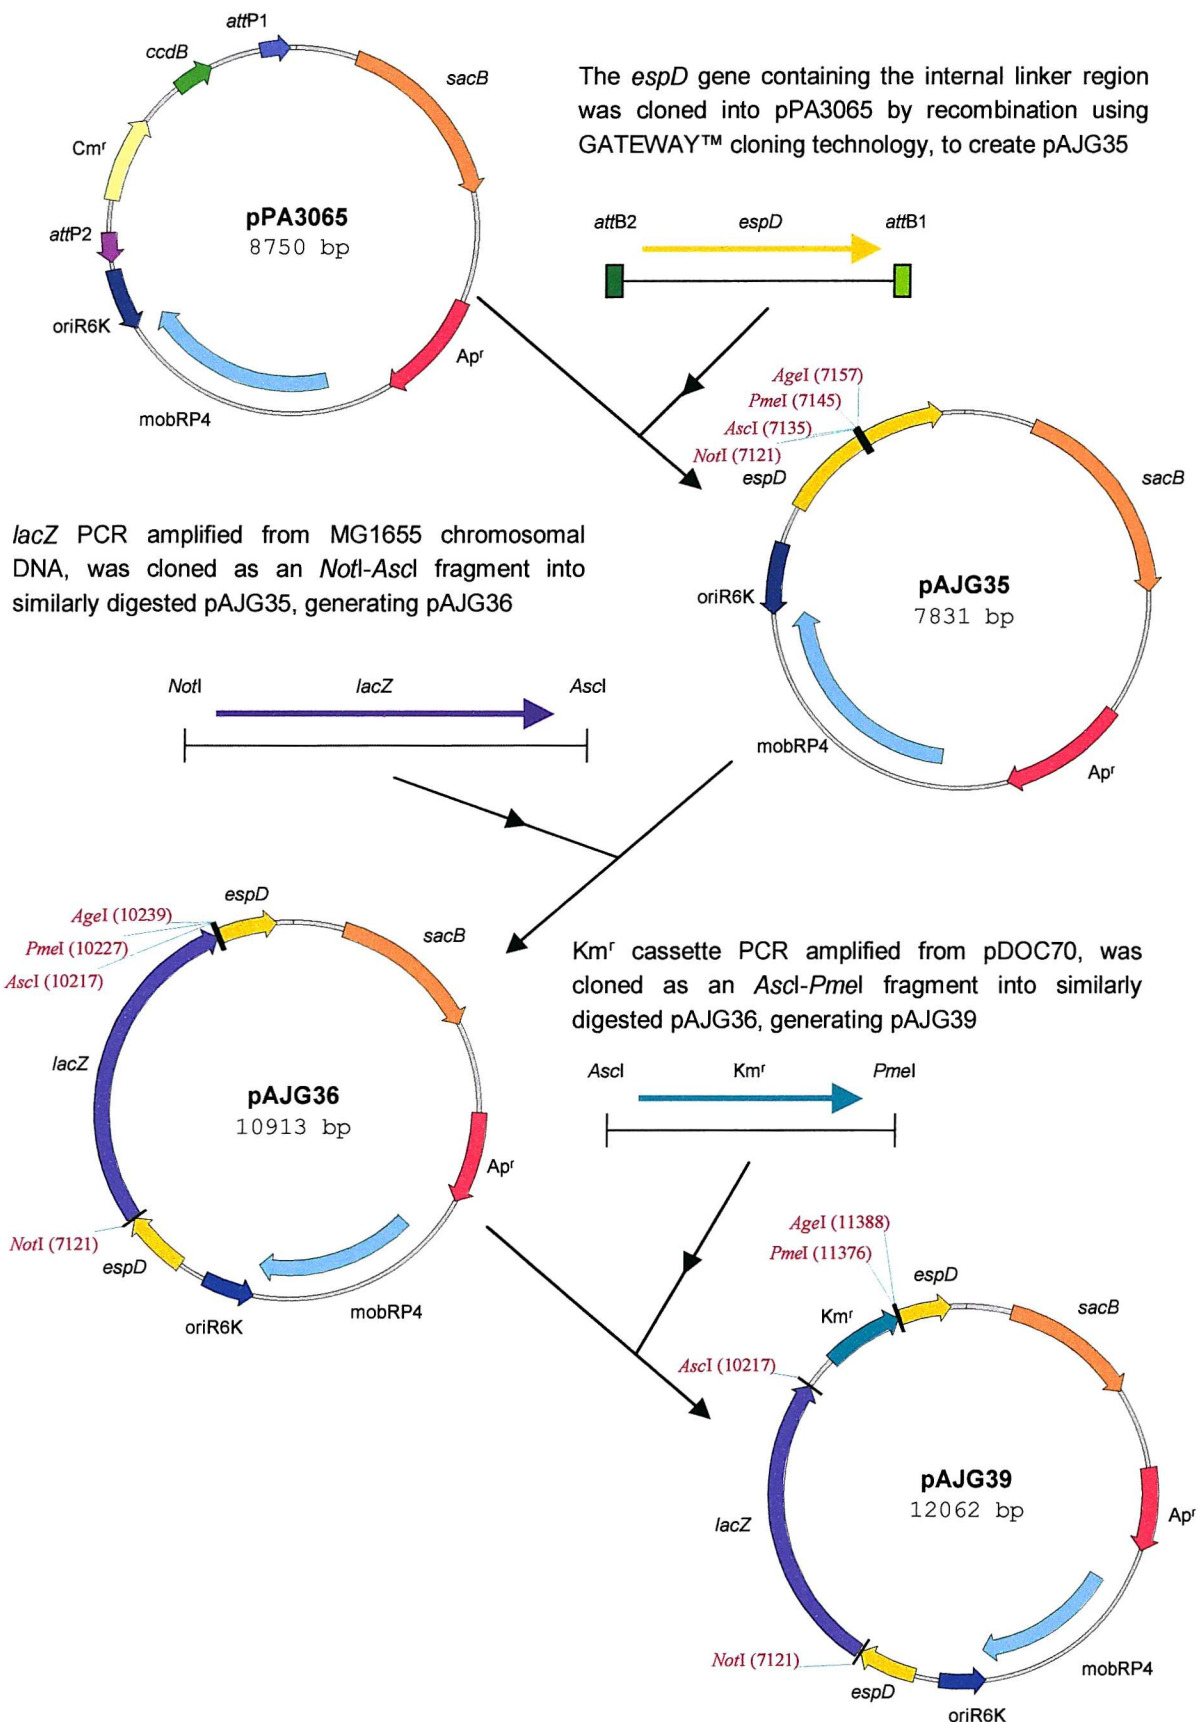 attP1
ccdB
sacB
Cmʳ
pPA3065
8750 bp
attP2
oriR6K
Apʳ
mobRP4
The espD gene containing the internal linker region
was cloned into pPA3065 by recombination using
GATEWAY™ cloning technology, to create pAJG35
attB2 espD attB1
AgeI (7157)
PmeI (7145)
AscI (7135)
NotI (7121)
espD
sacB
oriR6K
pAJG35
7831 bp
mobRP4
Apʳ
lacZ PCR amplified from MG1655 chromosomal
DNA, was cloned as an NotI-AscI fragment into
similarly digested pAJG35, generating pAJG36
NotI lacZ AscI
espD
AgeI (10239)
PmeI (10227)
AscI (10217)
sacB
lacZ
pAJG36
10913 bp
Apʳ
NotI (7121)
espD
oriR6K
mobRP4
Kmʳ cassette PCR amplified from pDOC70, was
cloned as an AscI-PmeI fragment into similarly
digested pAJG36, generating pAJG39
AscI Kmʳ PmeI
AgeI (11388)
PmeI (11376)
espD
Kmʳ
sacB
AscI (10217)
pAJG39
12062 bp
lacZ
Apʳ
NotI (7121)
espD
mobRP4
oriR6K